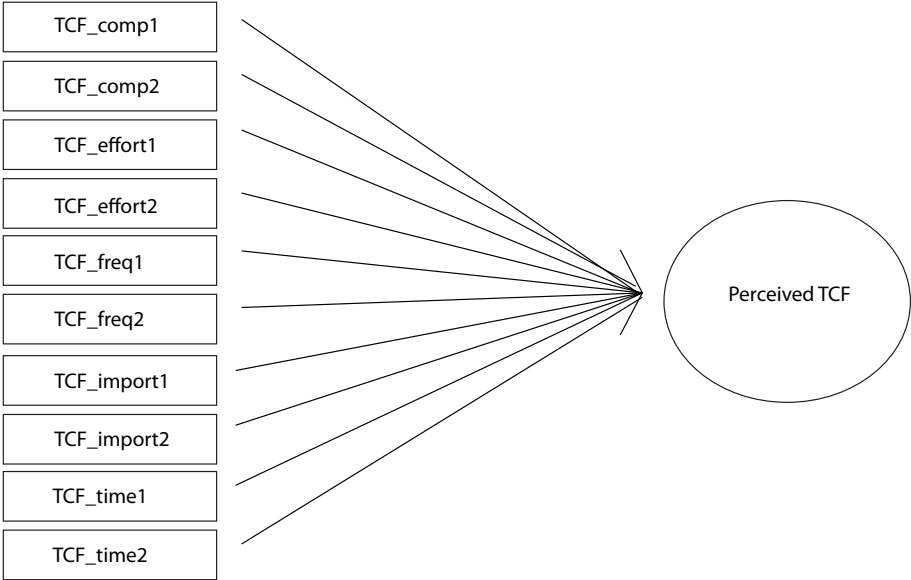 TCF_comp1
TCF_comp2
TCF_effort1
TCF_effort2
TCF_freq1
TCF_freq2
TCF_import1
TCF_import2
TCF_time1
TCF_time2
Perceived TCF